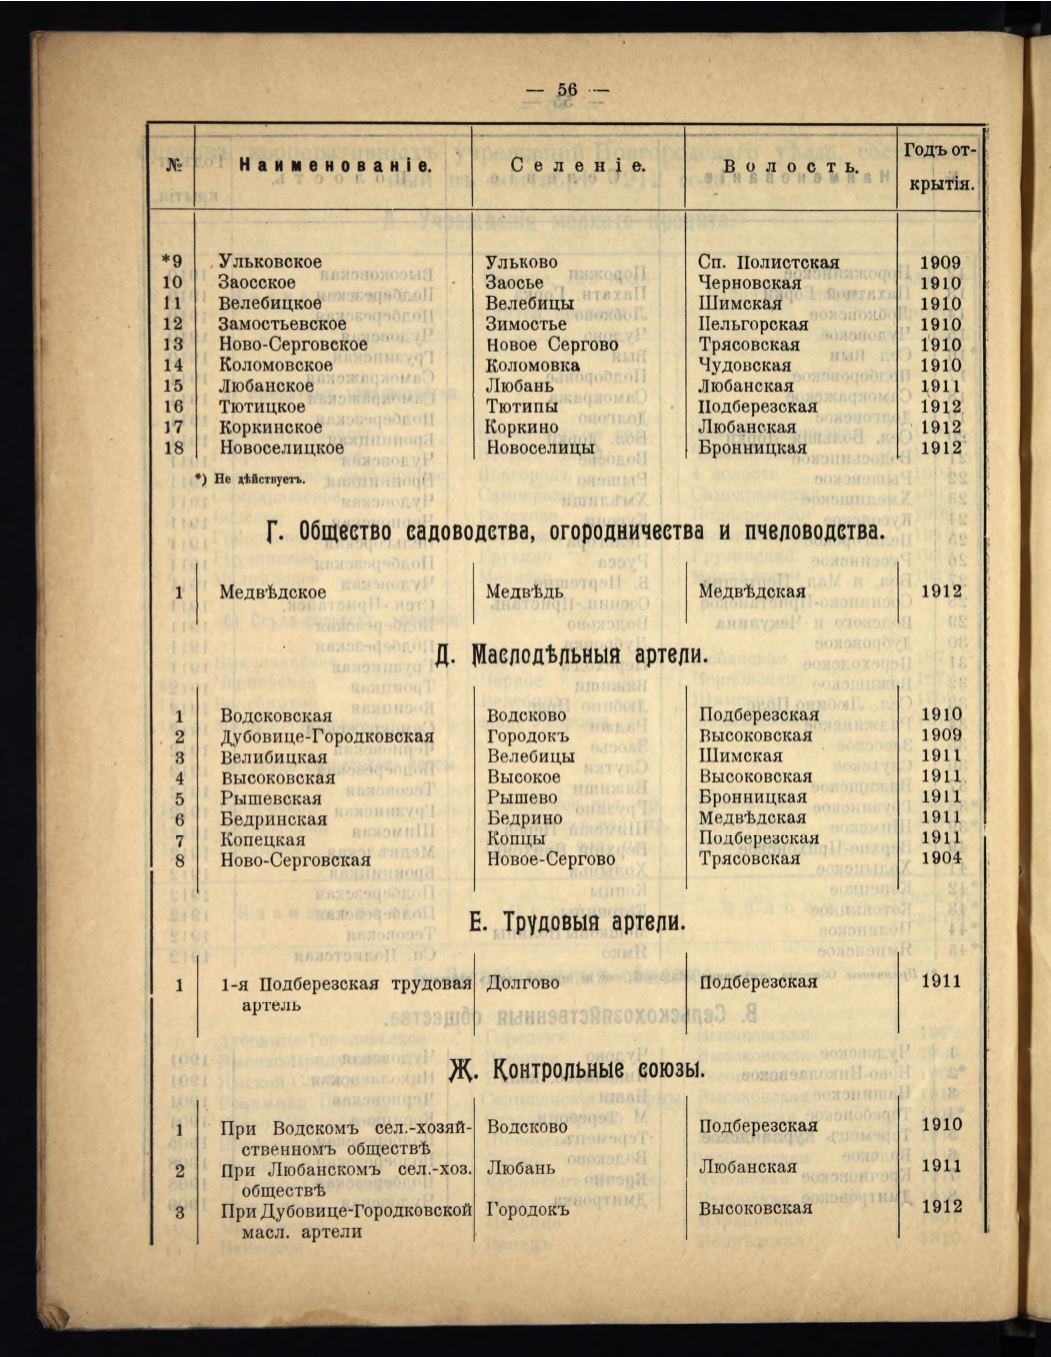 — 56 —
№ Наименованіе. Селеніе. Волость. Годъ от-
крытія.
*9 Ульковское Ульково Сп. Полистская 1909
10 Заосское Заосье Черновская 1910
11 Велебицкое Велебицы Шимская 1910
12 Замостьевское Зимостье Пельгорская 1910
13 Ново-Серговское Новое Сергово Трясовская 1910
14 Коломовское Коломовка Чудовская 1910
15 Любанское Любань Любанская 1911
16 Тютицкое Тютипы Подберезская 1912
17 Коркинское Коркино Любанская 1912
18 Новоселицкое Новоселицы Бронницкая 1912
*) Не дѣйствуетъ.
Г. Общество садоводства, огородничества и пчеловодства.
1 Медвѣдское Медвѣдь Медвѣдская 1912
Д. Маслодѣльныя артели.
1 Водсковская Водсково Подберезская 1910
2 Дубовице-Городковская Городокъ Высоковская 1909
3 Велибицкая Велебицы Шимская 1911
4 Высоковская Высокое Высоковская 1911
5 Рышевская Рышево Бронницкая 1911
6 Бедринская Бедрино Медвѣдская 1911
7 Копецкая Копцы Подберезская 1911
8 Ново-Серговская Новое-Сергово Трясовская 1904
Е. Трудовыя артели.
1 1-я Подберезская трудовая Долгово Подберезская 1911
артель
Ж. Контрольные союзы.
1 При Водскомъ сел.-хозяй- Водсково Подберезская 1910
ственномъ обществѣ
2 При Любанскомъ сел.-хоз. Любань Любанская 1911
обществѣ
3 При Дубовице-Городковской Городокъ Высоковская 1912
масл. артели